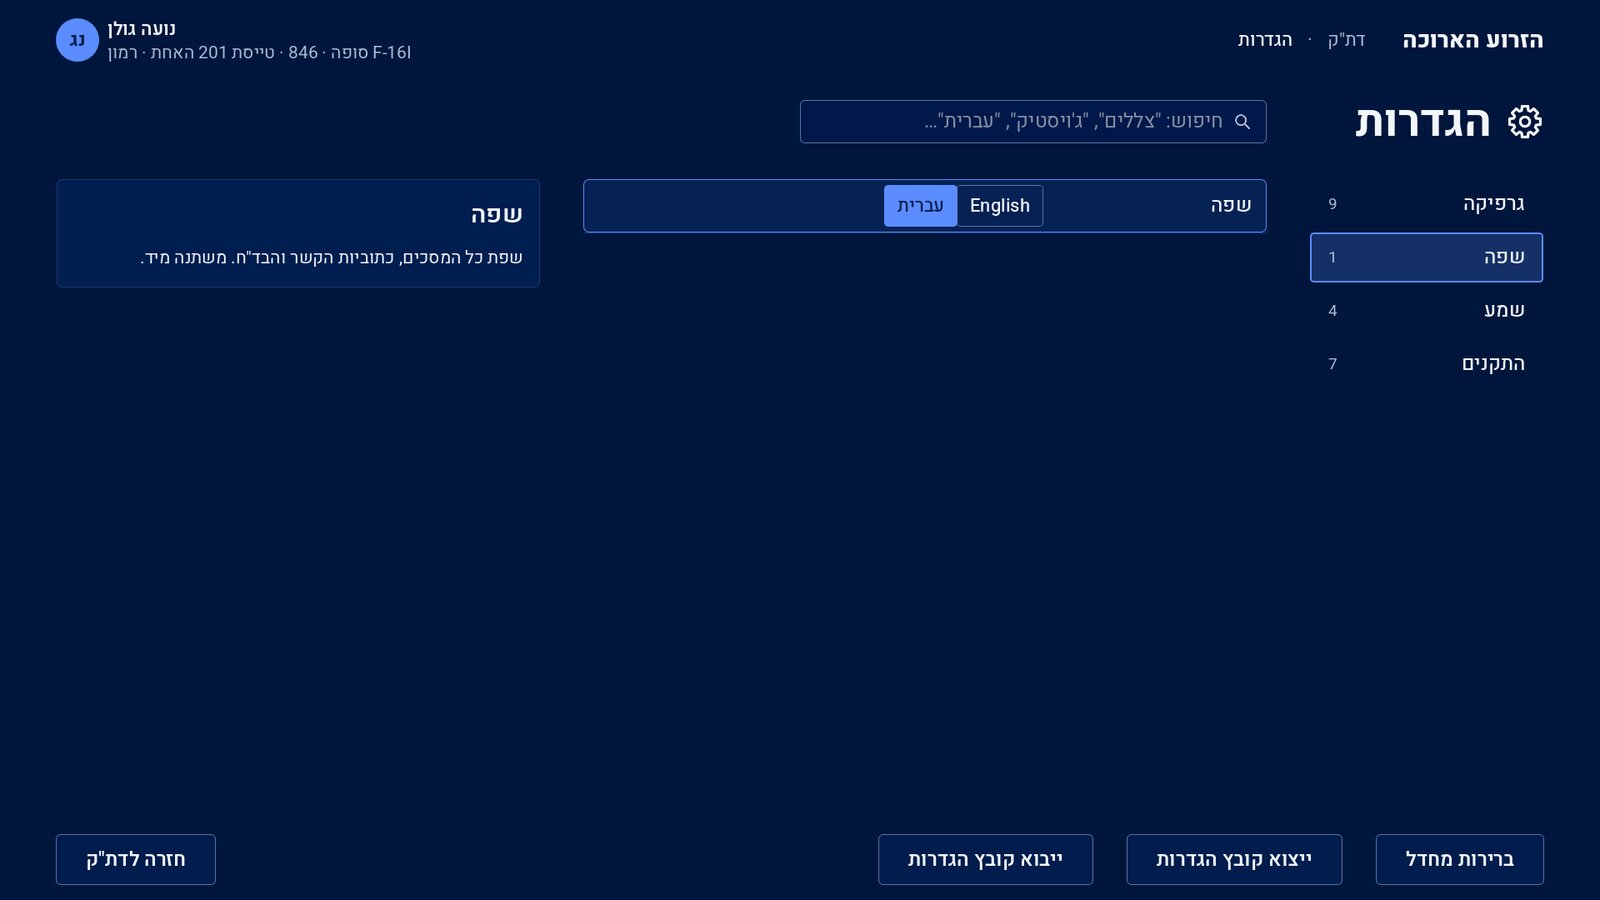 הזרוע הארוכה
דת"ק · הגדרות
נועה גולן
F-16I סופה · 846 · טייסת 201 האחת · רמון
נג
הגדרות
חיפוש: "צללים", "ג'ויסטיק", "עברית"...
גרפיקה 9
שפה 1
שמע 4
התקנים 7
שפה English עברית
שפה
שפת כל המסכים, כתוביות הקשר והבד"ח. משתנה מיד.
ברירות מחדל
ייצוא קובץ הגדרות
ייבוא קובץ הגדרות
חזרה לדת"ק